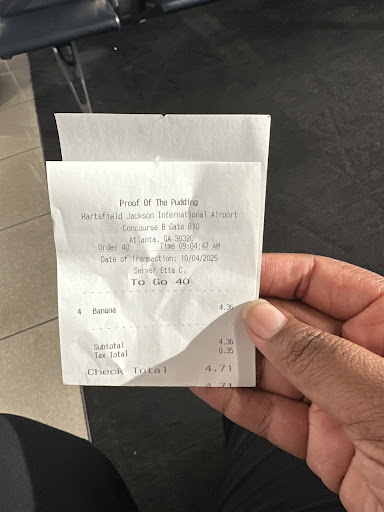 Proof Of The Pudding
Hartsfield Jackson International Airport
Concourse B Gate B10
Atlanta, GA 30320
Order 40 Time 09:04:47 AM
Date of Transaction: 10/04/2025
Server Etta C.
To Go 40
4 Banana 4.36
Subtotal 4.36
Tax Total 0.35
Check Total 4.71
4.71